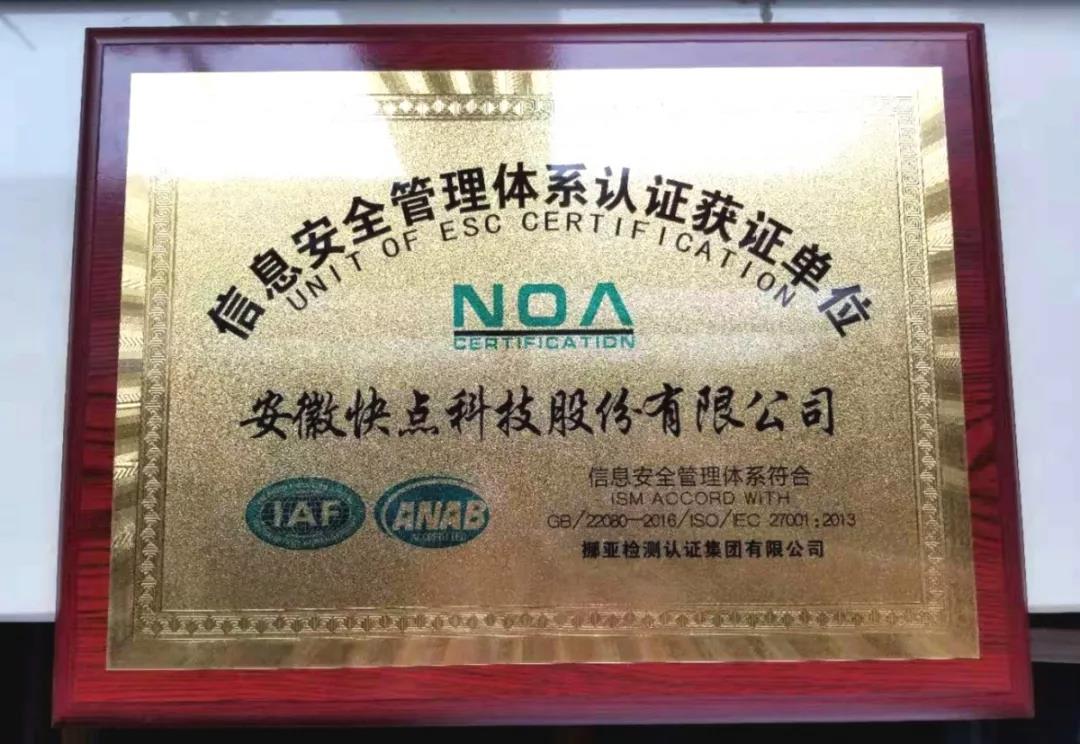 信息安全管理体系认证获证单位
UNIT OF ESC CERTIFICATION
NOA
CERTIFICATION
安徽快点科技股份有限公司
IAF
ANAB
ACCREDITED
信息安全管理体系符合
ISM ACCORD WITH
GB/22080-2016/ISO/IEC 27001:2013
挪亚检测认证集团有限公司